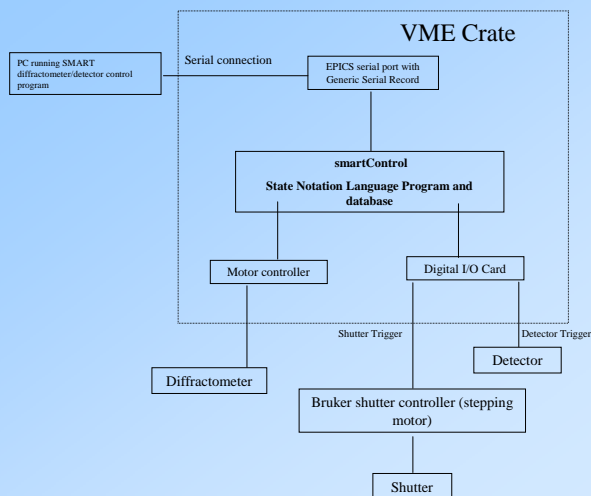 VME Crate
PC running SMART
diffractometer/detector control
program
Serial connection
EPICS serial port with
Generic Serial Record
smartControl
State Notation Language Program and
database
Motor controller
Digital I/O Card
Shutter Trigger
Detector Trigger
Diffractometer
Detector
Bruker shutter controller (stepping
motor)
Shutter